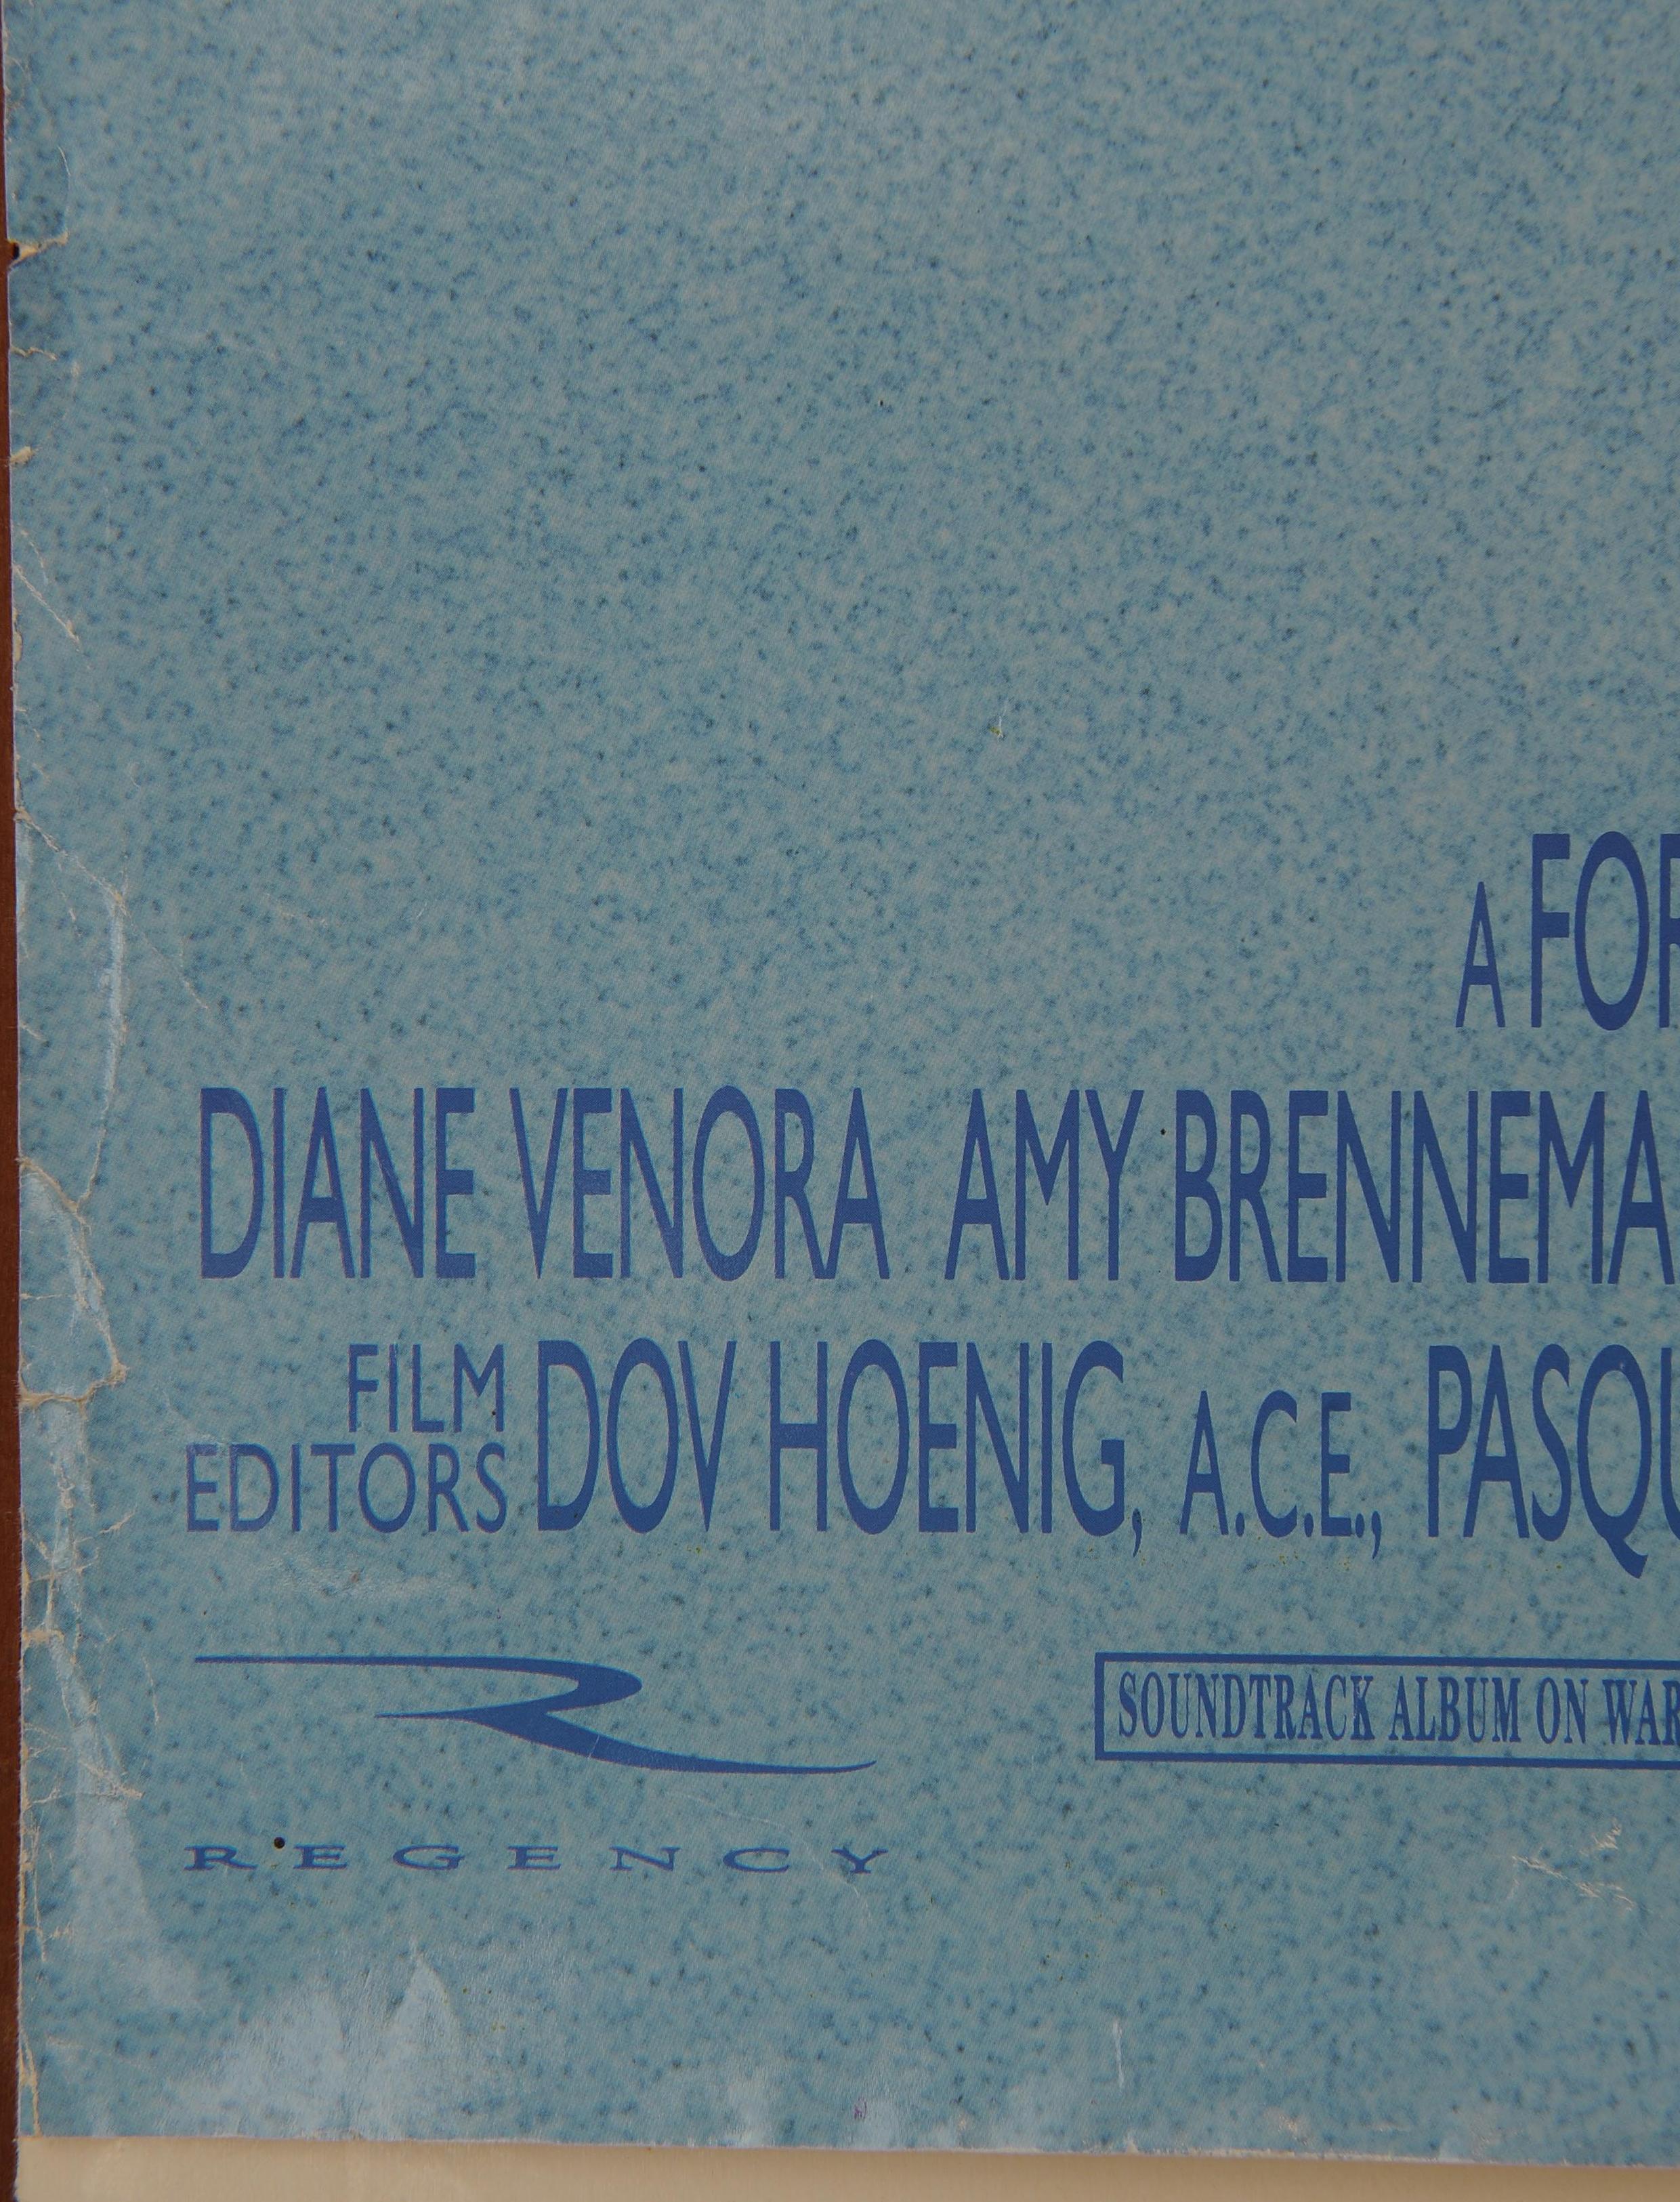 A FOR
DIANE VENORA AMY BRENNEMA
FILM EDITORS DOV HOENIG, A.C.E., PASQU
SOUNDTRACK ALBUM ON WAR
REGENCY